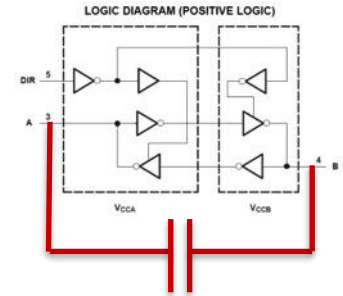 LOGIC DIAGRAM (POSITIVE LOGIC)
DIR 5
A 3
4 B
VCCA VCCB